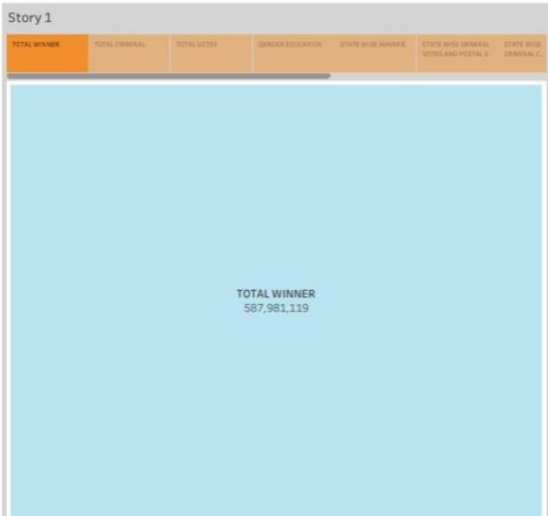 Story 1
TOTAL WINNER
TOTAL CRIMINAL
TOTAL VOTES
GENDER EDUCATION
STATE WISE WINNER
STATE WISE GENERAL
VOTES AND POSTAL V..
STATE WISE
CRIMINAL C..
TOTAL WINNER
587,981,119